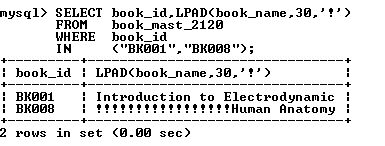 mysql> SELECT book_id,LPAD(book_name,30,'!')
FROM book_mast_2120
WHERE book_id
IN ("BK001","BK008");
+---------+--------------------------------+
| book_id | LPAD(book_name,30,'!') |
+---------+--------------------------------+
| BK001 | Introduction to Electrodynamic |
| BK008 | !!!!!!!!!!!!!!!!!Human Anatomy |
+---------+--------------------------------+
2 rows in set (0.00 sec)